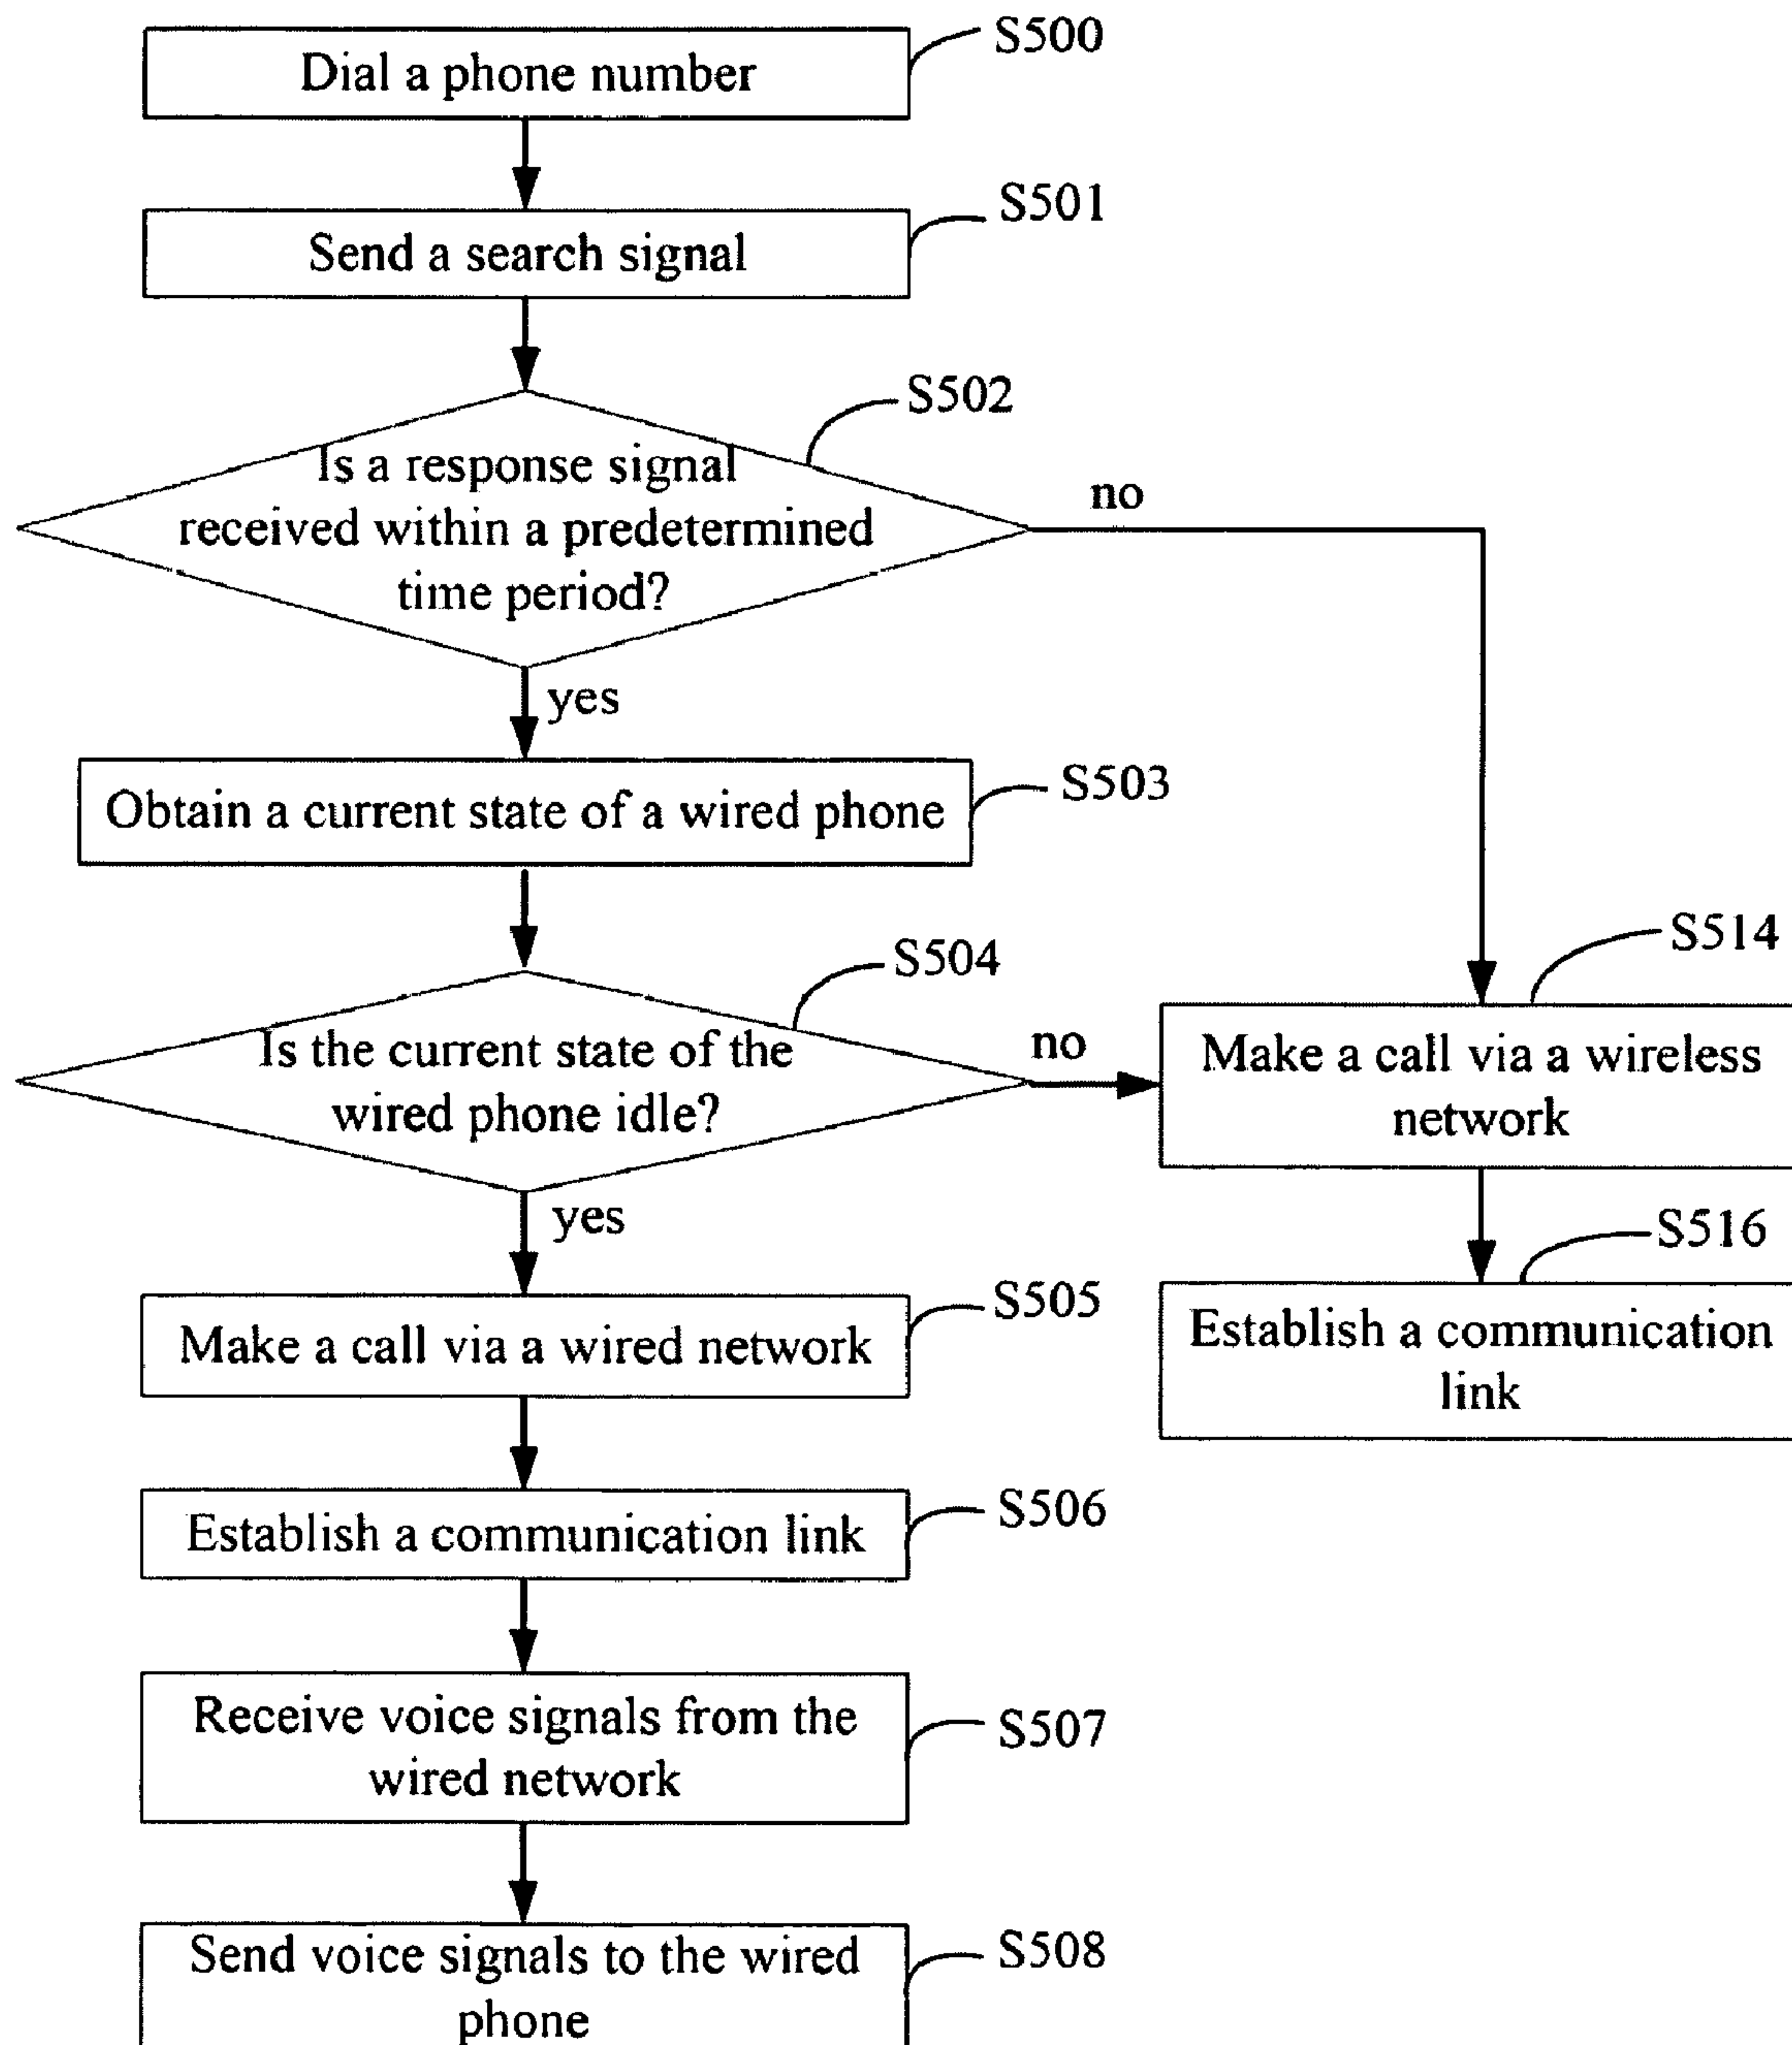 S500
Dial a phone number
S501
Send a search signal
S502
Is a response signal
received within a predetermined
time period?
no
yes
S503
Obtain a current state of a wired phone
S504
Is the current state of the
wired phone idle?
no
S514
Make a call via a wireless
network
yes
S516
Establish a communication
link
S505
Make a call via a wired network
S506
Establish a communication link
S507
Receive voice signals from the
wired network
S508
Send voice signals to the wired
phone